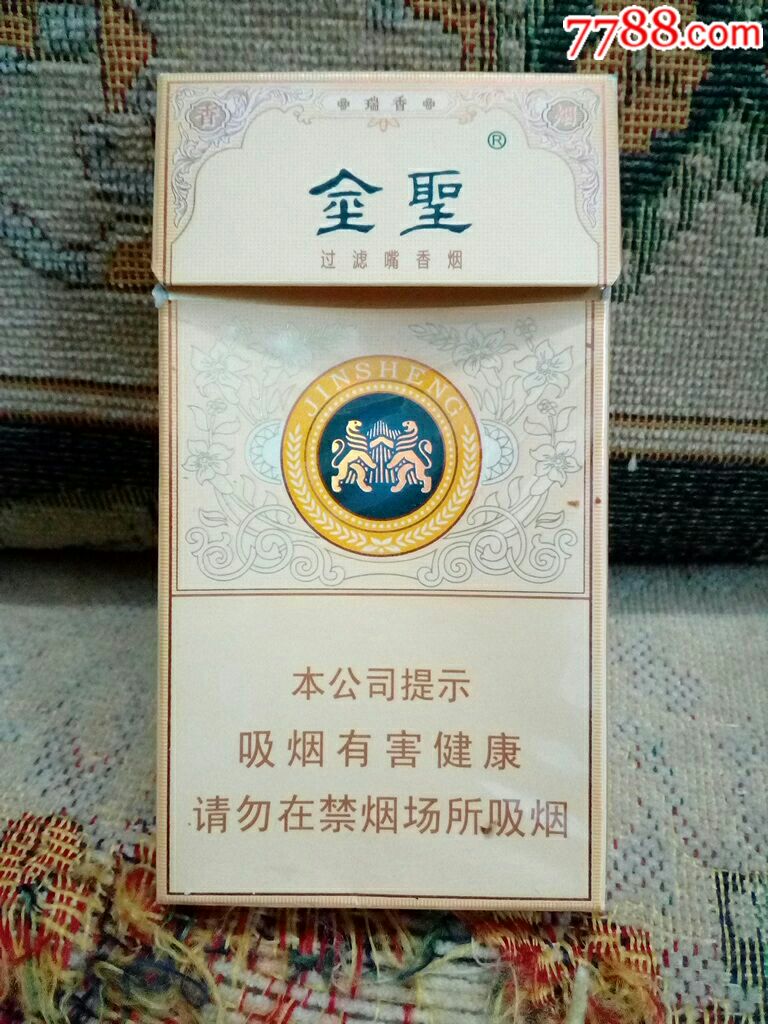 7788.com
瑞香
香 烟
®
金聖
过滤嘴香烟
JINSHENG
本公司提示
吸烟有害健康
请勿在禁烟场所吸烟